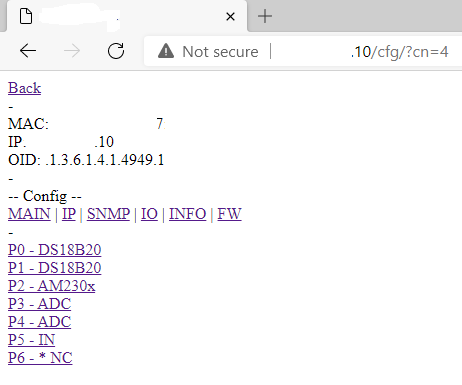 Not secure | .10/cfg/?cn=4
Back
-
MAC: 7
IP. .10
OID: .1.3.6.1.4.1.4949.1
-
-- Config --
MAIN | IP | SNMP | IO | INFO | FW
-
P0 - DS18B20
P1 - DS18B20
P2 - AM230x
P3 - ADC
P4 - ADC
P5 - IN
P6 - * NC